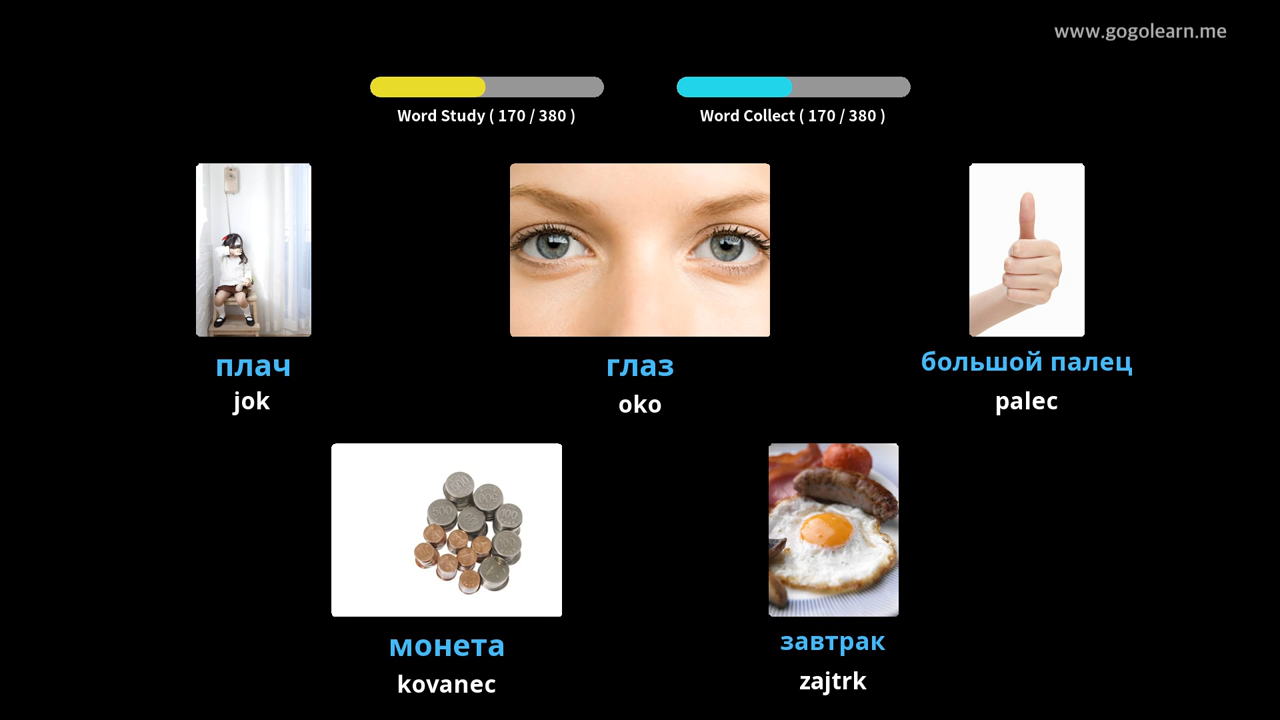 www.gogolearn.me
Word Study ( 170 / 380 )
Word Collect ( 170 / 380 )
плач
jok
глаз
oko
большой палец
palec
монета
kovanec
завтрак
zajtrk